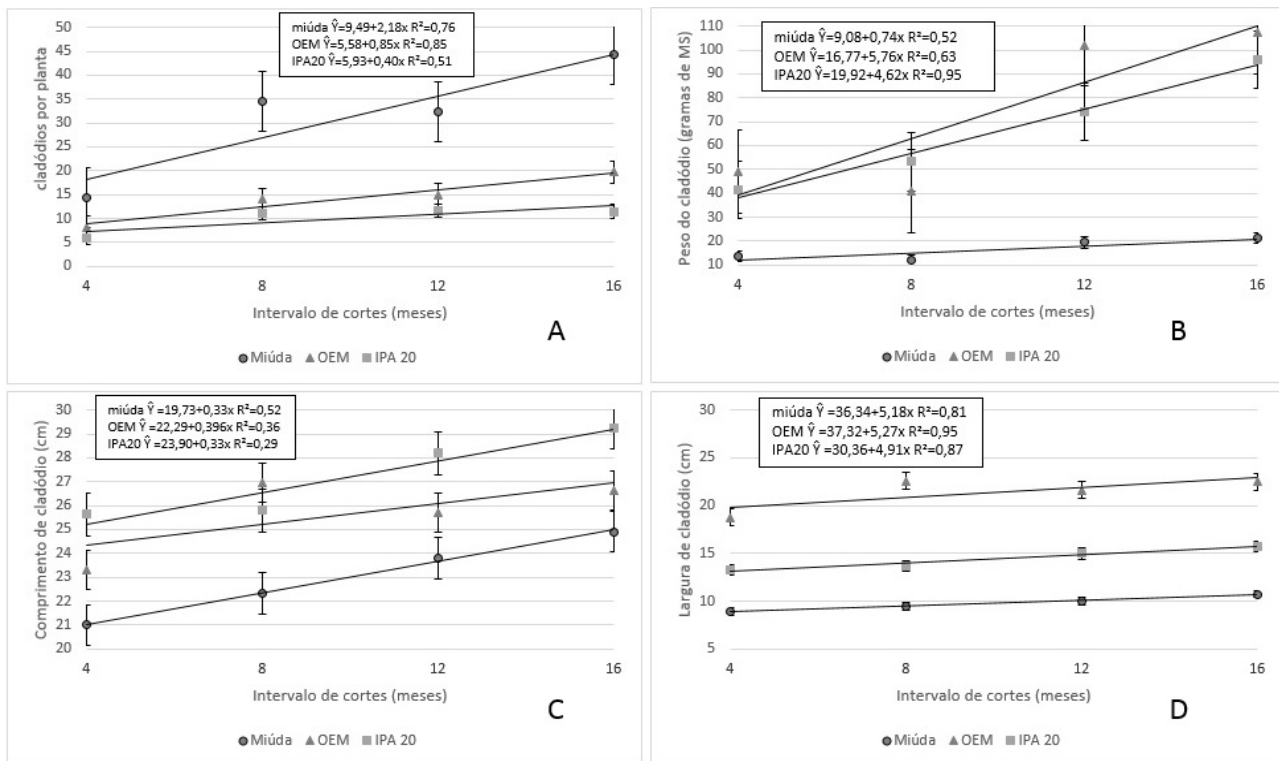 cladódios por planta
50
45
40
35
30
25
20
15
10
5
0
miúda Ŷ=9,49+2,18x R²=0,76
OEM Ŷ=5,58+0,85x R²=0,85
IPA20 Ŷ=5,93+0,40x R²=0,51
4 8 12 16
Intervalo de cortes (meses)
A
Miúda OEM IPA 20
Peso do cladódio (gramas de MS)
110
100
90
80
70
60
50
40
30
20
10
miúda Ŷ=9,08+0,74x R²=0,52
OEM Ŷ=16,77+5,76x R²=0,63
IPA20 Ŷ=19,92+4,62x R²=0,95
4 8 12 16
Intervalo de cortes (meses)
B
Miúda OEM IPA 20
Comprimento de cladódio (cm)
30
29
28
27
26
25
24
23
22
21
20
miúda Ŷ =19,73+0,33x R²=0,52
OEM Ŷ =22,29+0,396x R²=0,36
IPA20 Ŷ =23,90+0,33x R²=0,29
4 8 12 16
Intervalo de cortes (meses)
C
Miúda OEM IPA 20
Largura de cladódio (cm)
30
25
20
15
10
5
miúda Ŷ =36,34+5,18x R²=0,81
OEM Ŷ =37,32+5,27x R²=0,95
IPA20 Ŷ =30,36+4,91x R²=0,87
4 8 12 16
Intervalo de cortes (meses)
D
Miúda OEM IPA 20